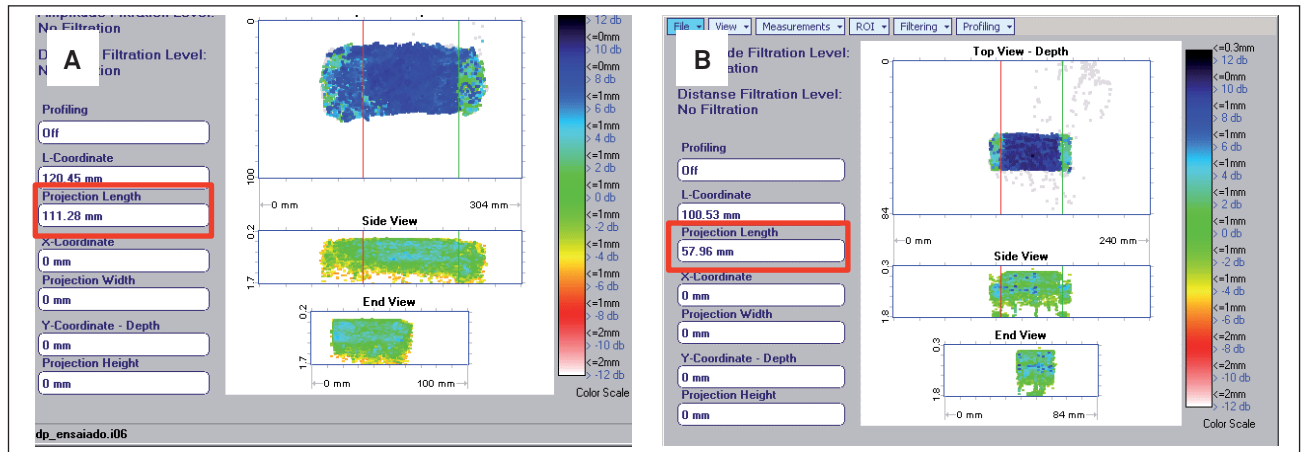 A
No Filtration
Filtration Level:
Profiling
Off
L-Coordinate
120.45 mm
Projection Length
111.28 mm
X-Coordinate
0 mm
Projection Width
0 mm
Y-Coordinate - Depth
0 mm
Projection Height
0 mm
dp_ensaiado.i06
0
100
0 mm
304 mm
Side View
0.2
1.7
End View
0.2
1.7
0 mm
100 mm
> 12 db
<=0mm
> 10 db
<=0mm
> 8 db
<=1mm
> 6 db
<=1mm
> 4 db
<=1mm
> 2 db
<=1mm
> 0 db
<=1mm
> -2 db
<=1mm
> -4 db
<=1mm
> -6 db
<=1mm
> -8 db
<=2mm
> -10 db
<=2mm
> -12 db
Color Scale
File View Measurements ROI Filtering Profiling
B
Filtration Level:
Distanse Filtration Level:
No Filtration
Profiling
Off
L-Coordinate
100.53 mm
Projection Length
57.96 mm
X-Coordinate
0 mm
Projection Width
0 mm
Y-Coordinate - Depth
0 mm
Projection Height
0 mm
Top View - Depth
0
84
0 mm
240 mm
Side View
0.3
1.8
End View
0.3
1.8
0 mm
84 mm
<=0.3mm
> 12 db
<=0mm
> 10 db
<=1mm
> 8 db
<=1mm
> 6 db
<=1mm
> 4 db
<=1mm
> 2 db
<=1mm
> 0 db
<=1mm
> -2 db
<=1mm
> -4 db
<=1mm
> -6 db
<=2mm
> -8 db
<=2mm
> -10 db
<=2mm
> -12 db
Color Scale